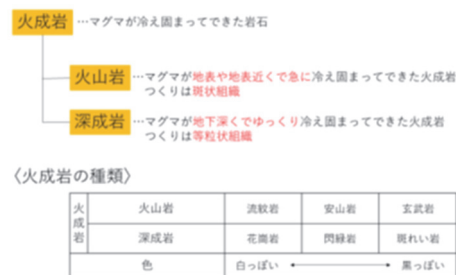 火成岩 …マグマが冷え固まってできた岩石
火山岩 …マグマが地表や地表近くで急に冷え固まってできた火成岩
つくりは斑状組織
深成岩 …マグマが地下深くでゆっくり冷え固まってできた火成岩
つくりは等粒状組織
〈火成岩の種類〉
火成岩 火山岩 流紋岩 安山岩 玄武岩
深成岩 花崗岩 閃緑岩 斑れい岩
色 白っぽい 黒っぽい